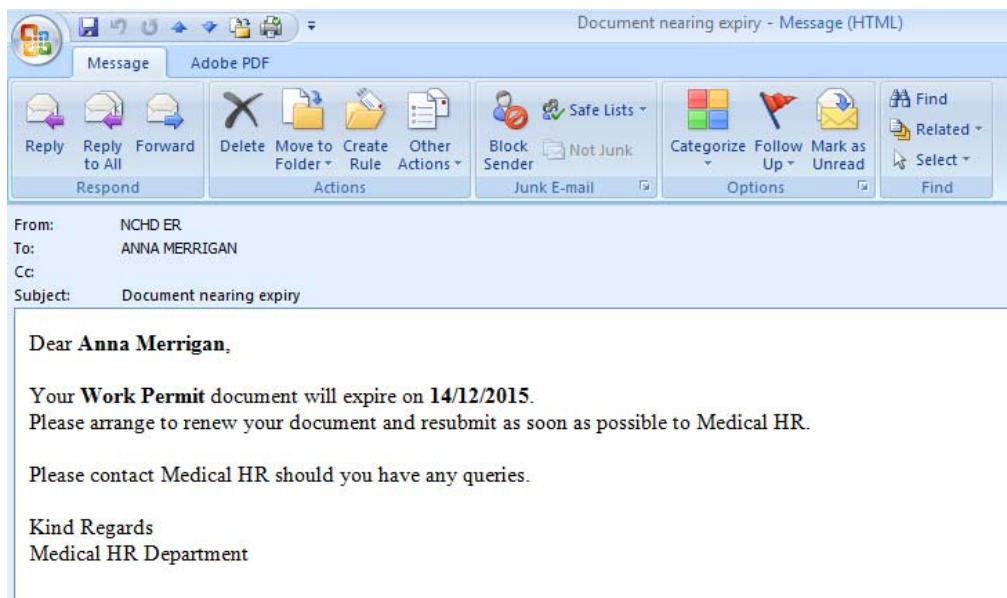 Document nearing expiry - Message (HTML)
Message Adobe PDF
Reply Reply to All Forward Delete Move to Folder Create Rule Other Actions Block Sender Safe Lists Not Junk Categorize Follow Up Mark as Unread Find Related Select
Respond Actions Junk E-mail Options Find
From: NCHD ER
To: ANNA MERRIGAN
Cc:
Subject: Document nearing expiry
Dear Anna Merrigan,
Your Work Permit document will expire on 14/12/2015.
Please arrange to renew your document and resubmit as soon as possible to Medical HR.
Please contact Medical HR should you have any queries.
Kind Regards
Medical HR Department